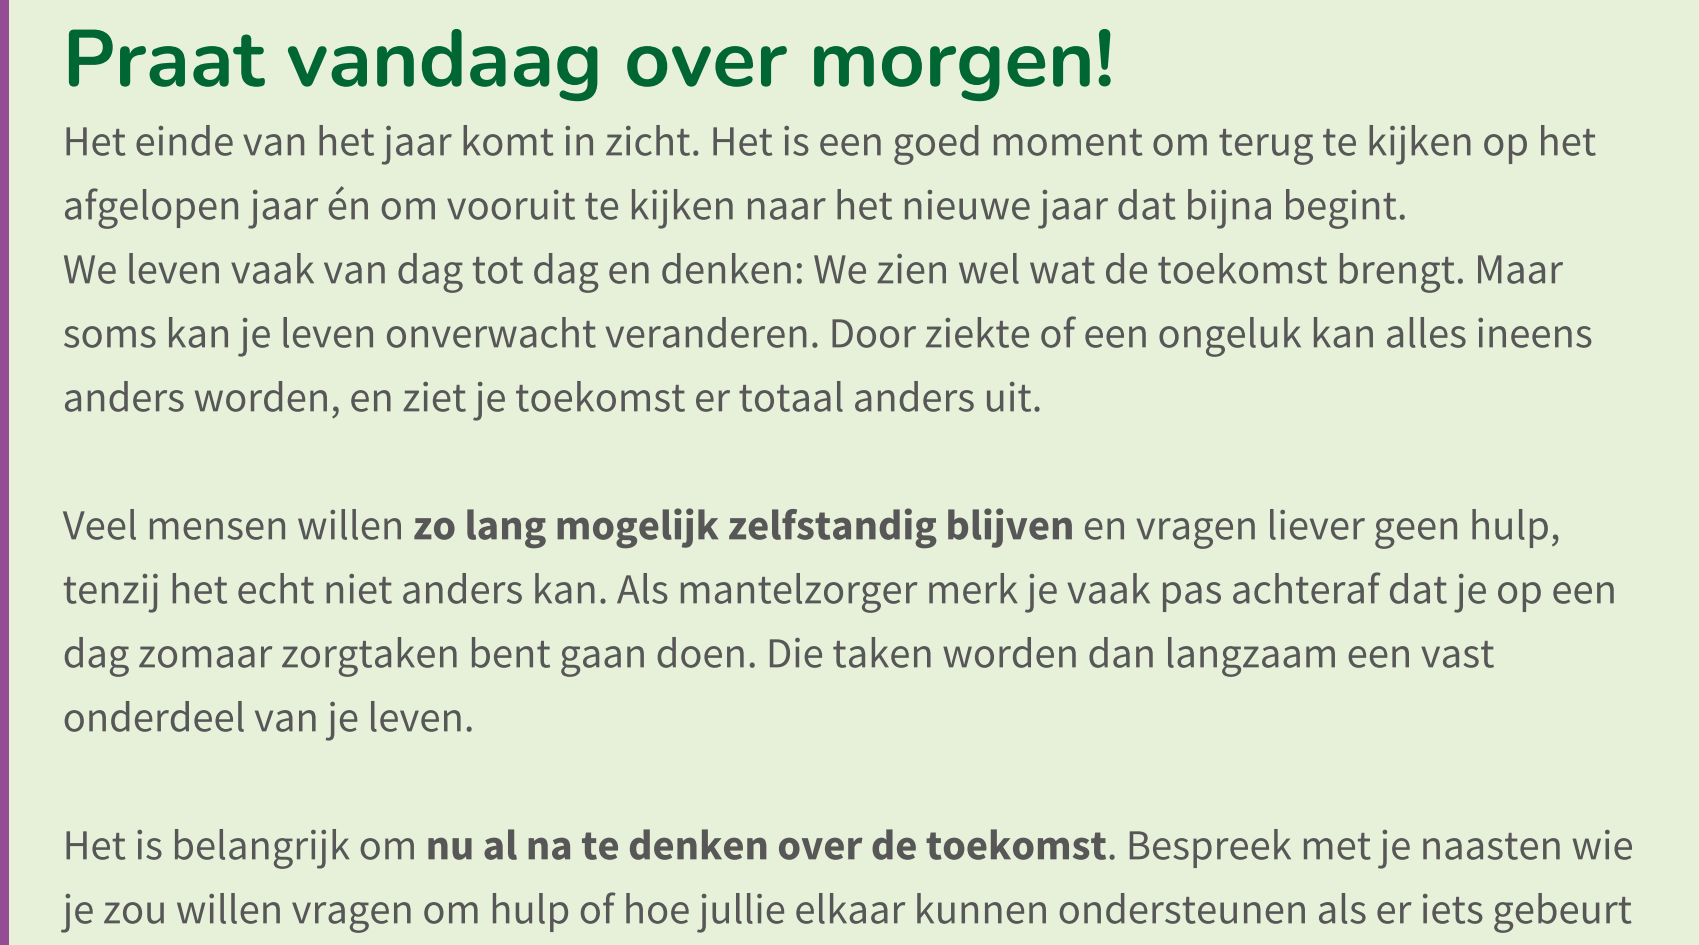 Praat vandaag over morgen!
Het einde van het jaar komt in zicht. Het is een goed moment om terug te kijken op het
afgelopen jaar én om vooruit te kijken naar het nieuwe jaar dat bijna begint.
We leven vaak van dag tot dag en denken: We zien wel wat de toekomst brengt. Maar
soms kan je leven onverwacht veranderen. Door ziekte of een ongeluk kan alles ineens
anders worden, en ziet je toekomst er totaal anders uit.
Veel mensen willen zo lang mogelijk zelfstandig blijven en vragen liever geen hulp,
tenzij het echt niet anders kan. Als mantelzorger merk je vaak pas achteraf dat je op een
dag zomaar zorgtaken bent gaan doen. Die taken worden dan langzaam een vast
onderdeel van je leven.
Het is belangrijk om nu al na te denken over de toekomst. Bespreek met je naasten wie
je zou willen vragen om hulp of hoe jullie elkaar kunnen ondersteunen als er iets gebeurt